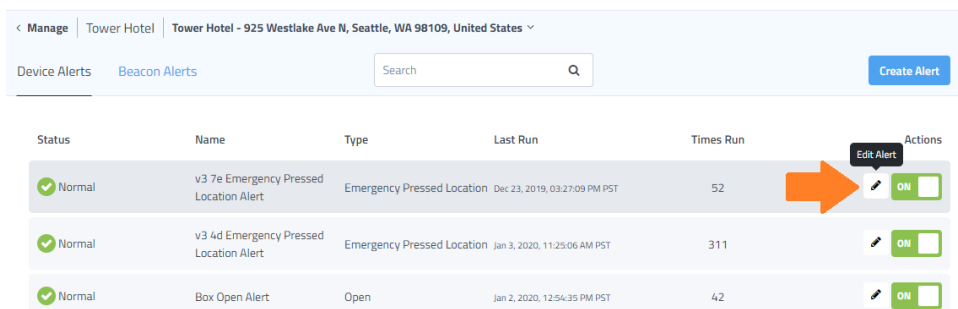 < Manage Tower Hotel Tower Hotel - 925 Westlake Ave N, Seattle, WA 98109, United States
Device Alerts Beacon Alerts Search Create Alert
Status Name Type Last Run Times Run Actions
Edit Alert
Normal v3 7e Emergency Pressed Location Alert Emergency Pressed Location Dec 23, 2019, 03:27:09 PM PST 52 ON
Normal v3 4d Emergency Pressed Location Alert Emergency Pressed Location Jan 3, 2020, 11:25:06 AM PST 311 ON
Normal Box Open Alert Open Jan 2, 2020, 12:54:35 PM PST 42 ON